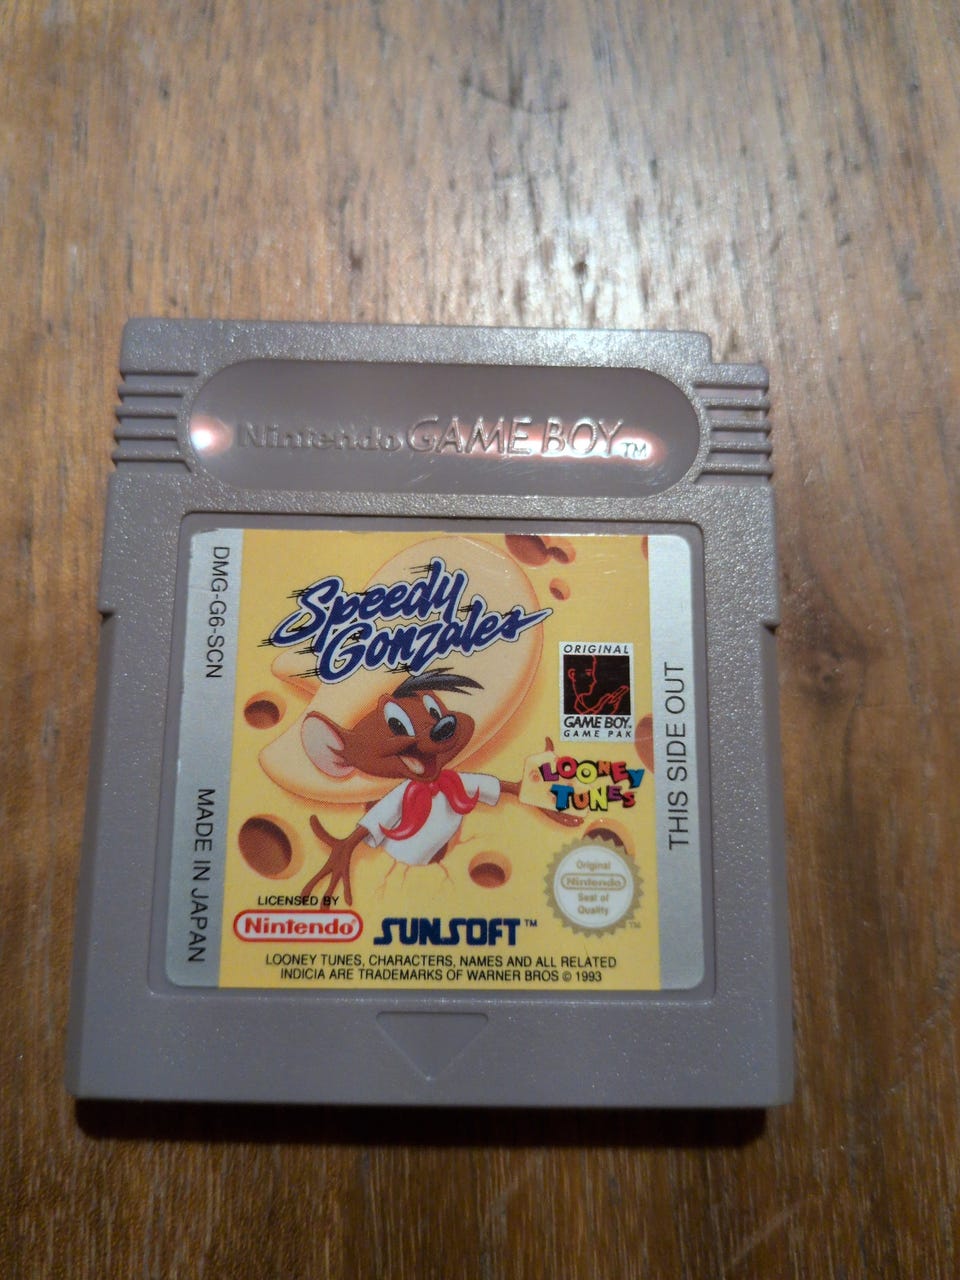 Nintendo GAME BOY TM
DMG-G6-SCN
MADE IN JAPAN
Speedy
Gonzales
ORIGINAL
GAME BOY™
GAME PAK
LOONEY
TUNES
THIS SIDE OUT
Original
Nintendo
Seal of
Quality
TM
LICENSED BY
Nintendo®
SUNSOFT™
LOONEY TUNES, CHARACTERS, NAMES AND ALL RELATED
INDICIA ARE TRADEMARKS OF WARNER BROS © 1993